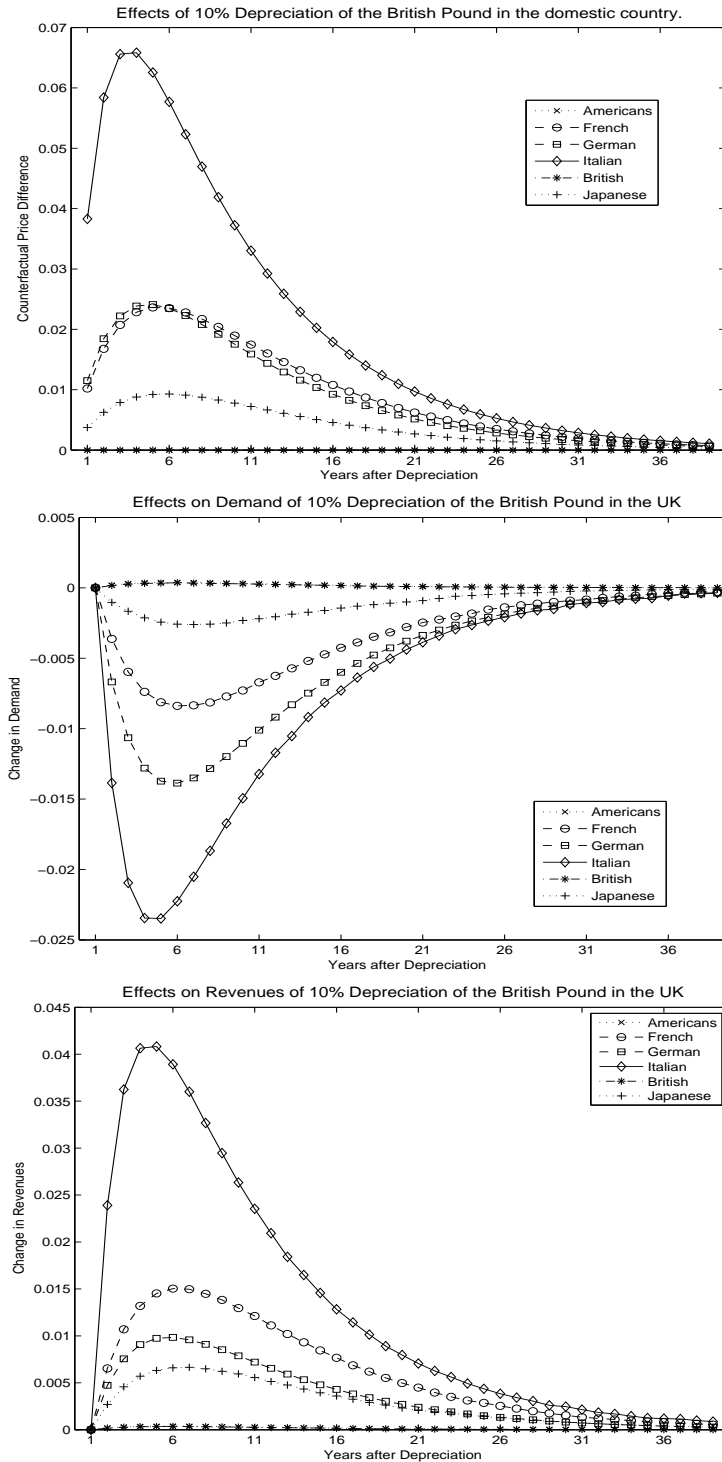 Effects of 10% Depreciation of the British Pound in the domestic country.
0.07
0.06
0.05
0.04
0.03
0.02
0.01
0
Counterfactual Price Difference
Americans
French
German
Italian
British
Japanese
1 6 11 16 21 26 31 36
Years after Depreciation
Effects on Demand of 10% Depreciation of the British Pound in the UK
0.005
0
−0.005
−0.01
−0.015
−0.02
−0.025
Change in Demand
Americans
French
German
Italian
British
Japanese
1 6 11 16 21 26 31 36
Years after Depreciation
Effects on Revenues of 10% Depreciation of the British Pound in the UK
0.045
0.04
0.035
0.03
0.025
0.02
0.015
0.01
0.005
0
Change in Revenues
Americans
French
German
Italian
British
Japanese
1 6 11 16 21 26 31 36
Years after Depreciation